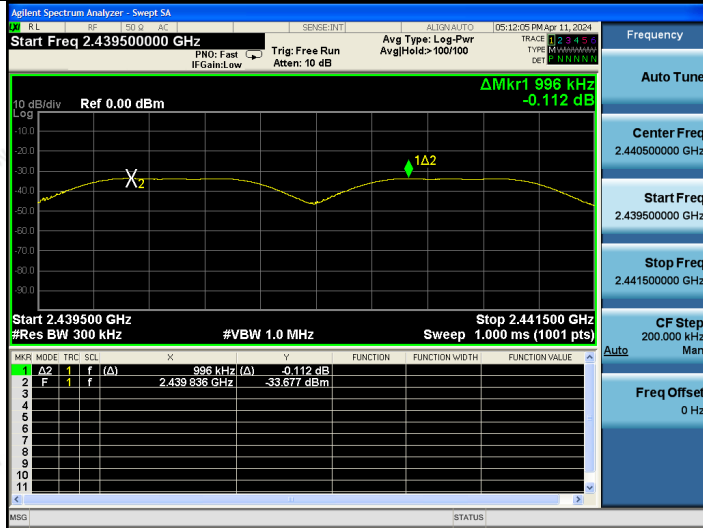 Agilent Spectrum Analyzer - Swept SA
LXI RL RF 50 Ω AC SENSE:INT ALIGN AUTO 05:12:05 PM Apr 11, 2024
Start Freq 2.439500000 GHz
PNO: Fast
IFGain:Low
Trig: Free Run
Atten: 10 dB
Avg Type: Log-Pwr
Avg|Hold:> 100/100
TRACE 1 2 3 4 5 6
TYPE M
DET P N N N N N
ΔMkr1 996 kHz
-0.112 dB
10 dB/div Ref 0.00 dBm
Log
-10.0
-20.0
-30.0
-40.0
-50.0
-60.0
-70.0
-80.0
-90.0
X2
1Δ2
Start 2.439500 GHz Stop 2.441500 GHz
#Res BW 300 kHz #VBW 1.0 MHz Sweep 1.000 ms (1001 pts)
MKR MODE TRC SCL X Y FUNCTION FUNCTION WIDTH FUNCTION VALUE
1 Δ2 1 f (Δ) 996 kHz (Δ) -0.112 dB
2 F 1 f 2.439 836 GHz -33.677 dBm
3
4
5
6
7
8
9
10
11
MSG STATUS
Frequency
Auto Tune
Center Freq
2.440500000 GHz
Start Freq
2.439500000 GHz
Stop Freq
2.441500000 GHz
CF Step
200.000 kHz
Auto Man
Freq Offset
0 Hz